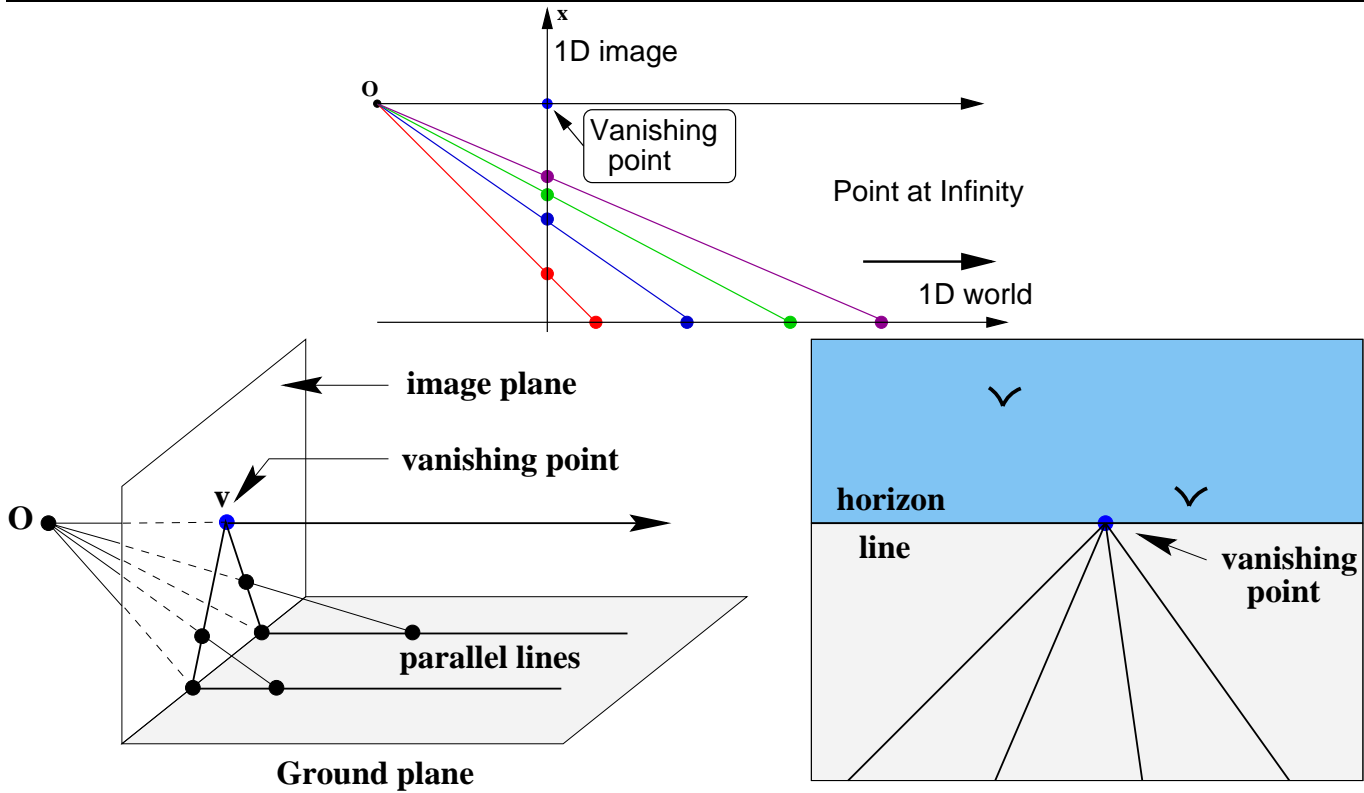 x
1D image
O
Vanishing
point
Point at Infinity
1D world
image plane
vanishing point
v
O
parallel lines
Ground plane
horizon
line
vanishing
point